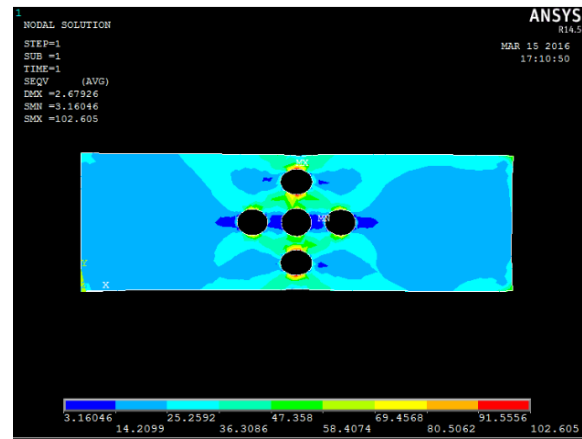 1
NODAL SOLUTION
ANSYS
R14.5
STEP=1
SUB =1
TIME=1
SEQV (AVG)
DMX =2.67926
SMN =3.16046
SMX =102.605
MAR 15 2016
17:10:50
MX
MN
Y
X
3.16046 25.2592 47.358 69.4568 91.5556
14.2099 36.3086 58.4074 80.5062 102.605